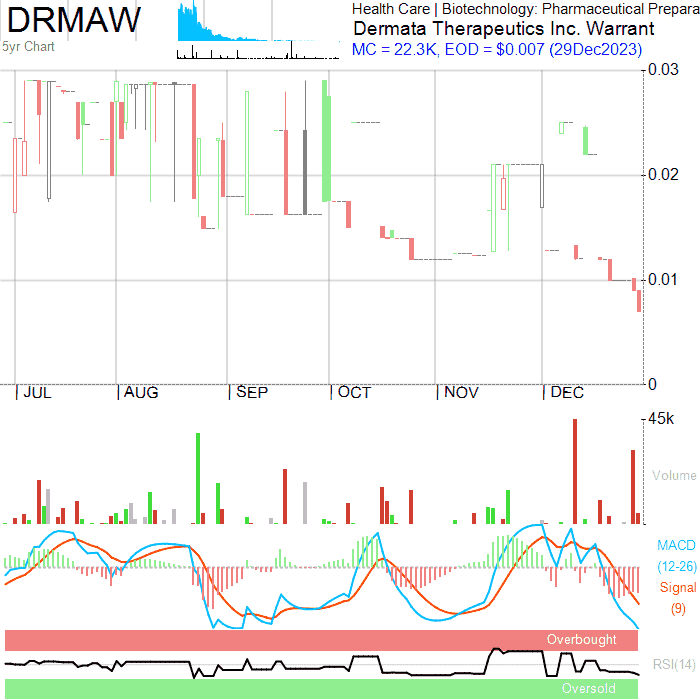 DRMAW
5yr Chart
Health Care | Biotechnology: Pharmaceutical Prepara
Dermata Therapeutics Inc. Warrant
MC = 22.3K, EOD = $0.007 (29Dec2023)
0.03
0.02
0.01
0
JUL AUG SEP OCT NOV DEC
45k
Volume
MACD
(12-26)
Signal
(9)
Overbought
RSI(14)
Oversold